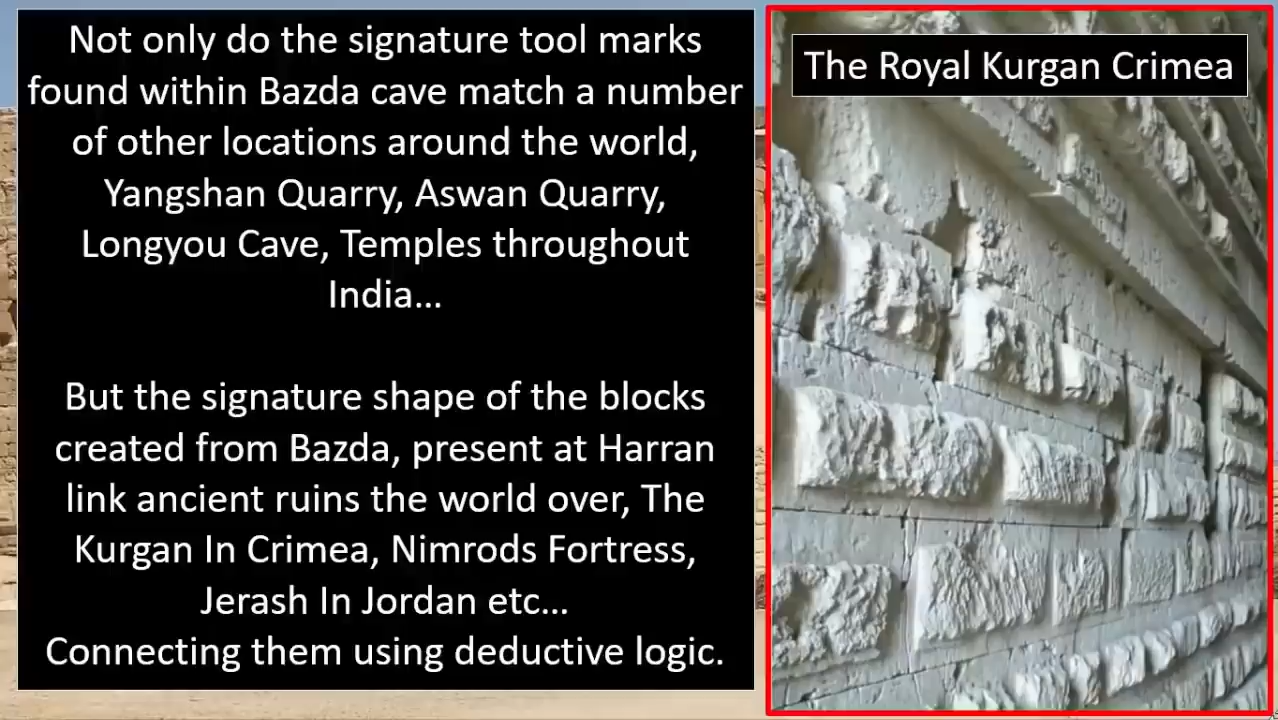 Not only do the signature tool marks
found within Bazda cave match a number
of other locations around the world,
Yangshan Quarry, Aswan Quarry,
Longyou Cave, Temples throughout
India...
But the signature shape of the blocks
created from Bazda, present at Harran
link ancient ruins the world over, The
Kurgan In Crimea, Nimrods Fortress,
Jerash In Jordan etc...
Connecting them using deductive logic.
The Royal Kurgan Crimea